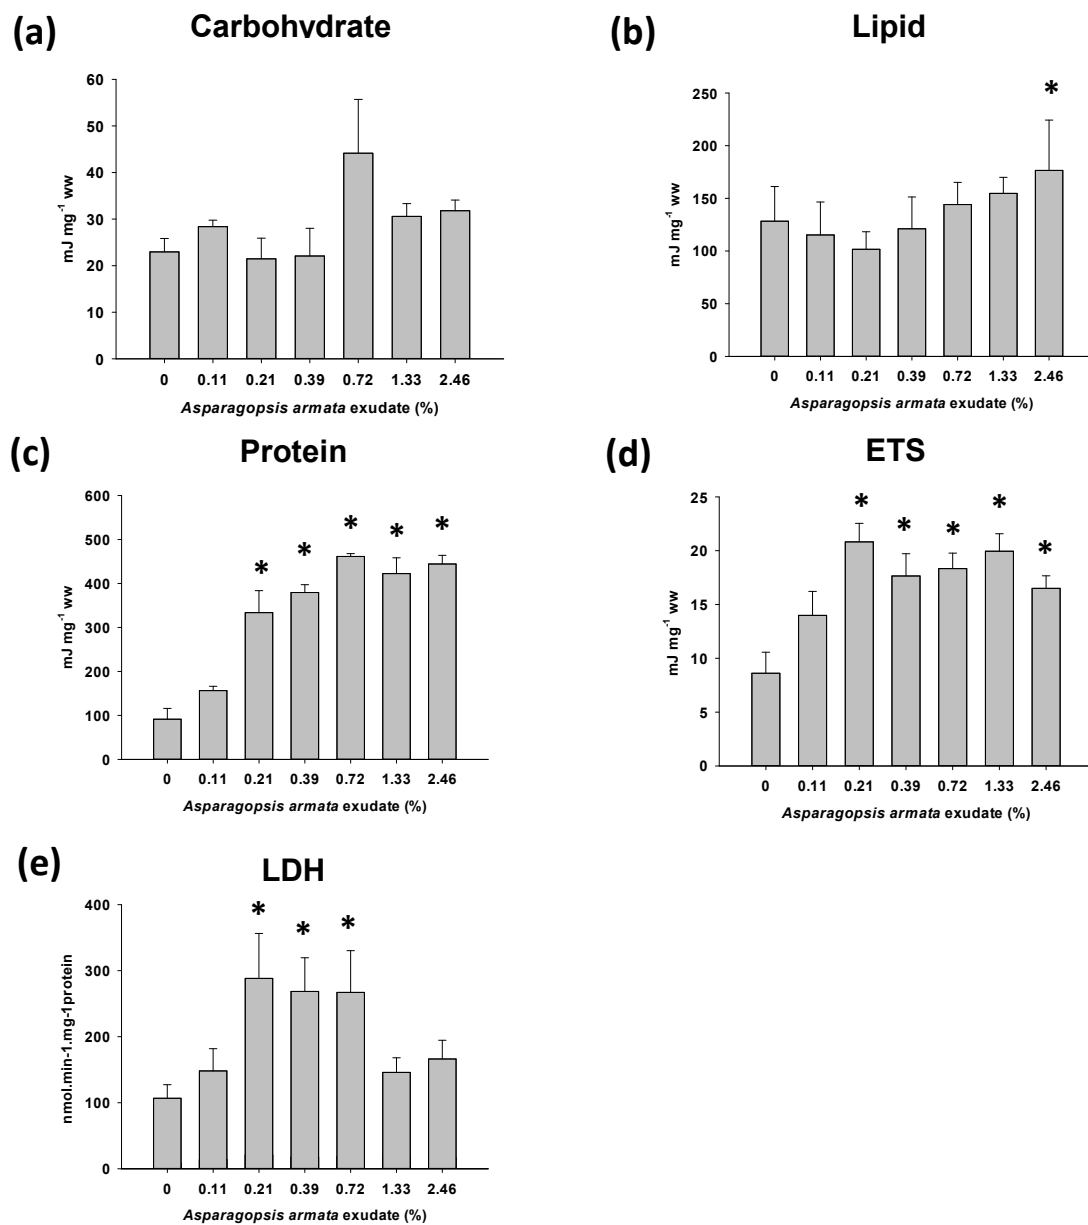 (a)
Carbohydrate
60
50
40
30
20
10
0
mJ mg⁻¹ ww
0 0.11 0.21 0.39 0.72 1.33 2.46
Asparagopsis armata exudate (%)
(b)
Lipid
*
250
200
150
100
50
0
mJ mg⁻¹ ww
0 0.11 0.21 0.39 0.72 1.33 2.46
Asparagopsis armata exudate (%)
(c)
Protein
* * * * *
600
500
400
300
200
100
0
mJ mg⁻¹ ww
0 0.11 0.21 0.39 0.72 1.33 2.46
Asparagopsis armata exudate (%)
(d)
ETS
* * * * *
25
20
15
10
5
0
mJ mg⁻¹ ww
0 0.11 0.21 0.39 0.72 1.33 2.46
Asparagopsis armata exudate (%)
(e)
LDH
* * *
400
300
200
100
0
nmol.min-1.mg-1protein
0 0.11 0.21 0.39 0.72 1.33 2.46
Asparagopsis armata exudate (%)